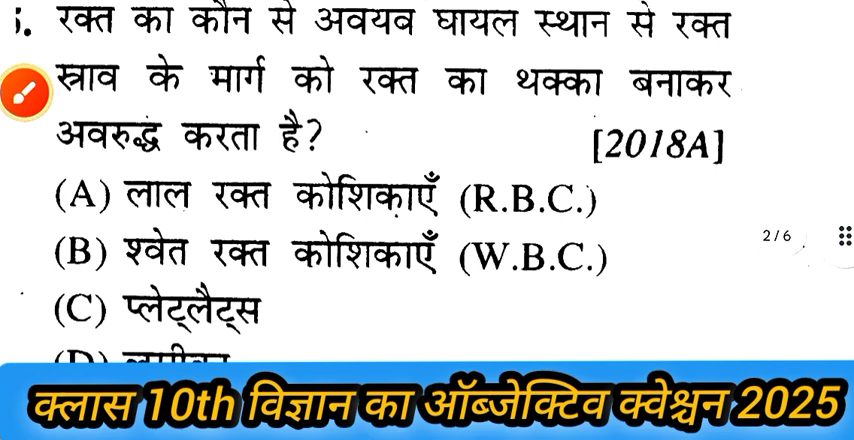 5. रक्त का कौन से अवयव घायल स्थान से रक्त
स्राव के मार्ग को रक्त का थक्का बनाकर
अवरुद्ध करता है? [2018A]
(A) लाल रक्त कोशिकाएँ (R.B.C.)
(B) श्वेत रक्त कोशिकाएँ (W.B.C.)
2/6
(C) प्लेट्लैट्स
(D)
क्लास 10th विज्ञान का ऑब्जेक्टिव क्वेश्चन 2025